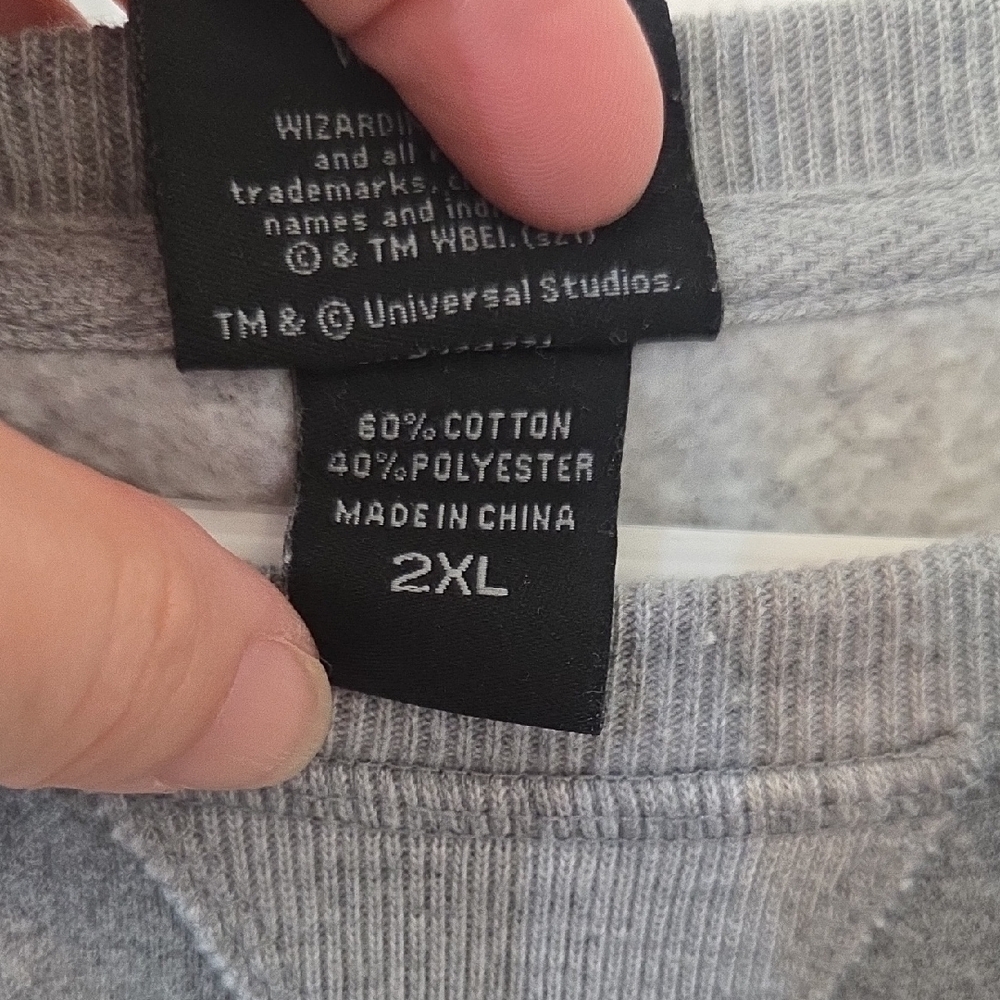 WIZARDI
and all
trademarks, c
names and ind
© & TM WBEI. (s21)
TM & © Universal Studios.
60% COTTON
40% POLYESTER
MADE IN CHINA
2XL